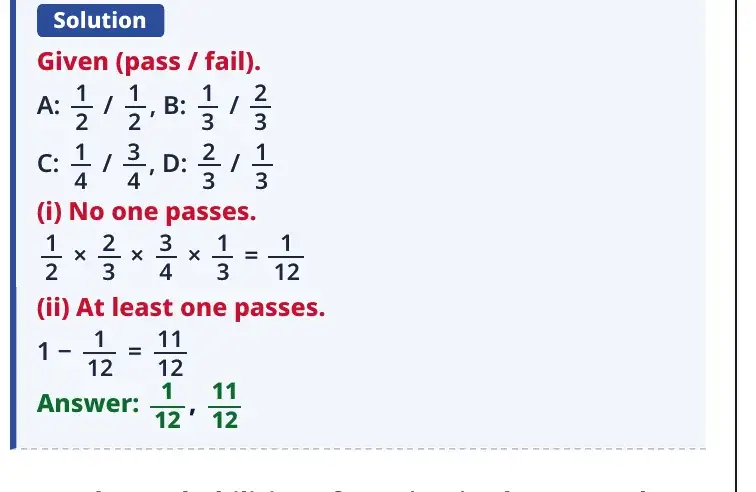 Solution
Given (pass / fail).
A: 1/2 / 1/2, B: 1/3 / 2/3
C: 1/4 / 3/4, D: 2/3 / 1/3
(i) No one passes.
1/2 × 2/3 × 3/4 × 1/3 = 1/12
(ii) At least one passes.
1 − 1/12 = 11/12
Answer: 1/12, 11/12